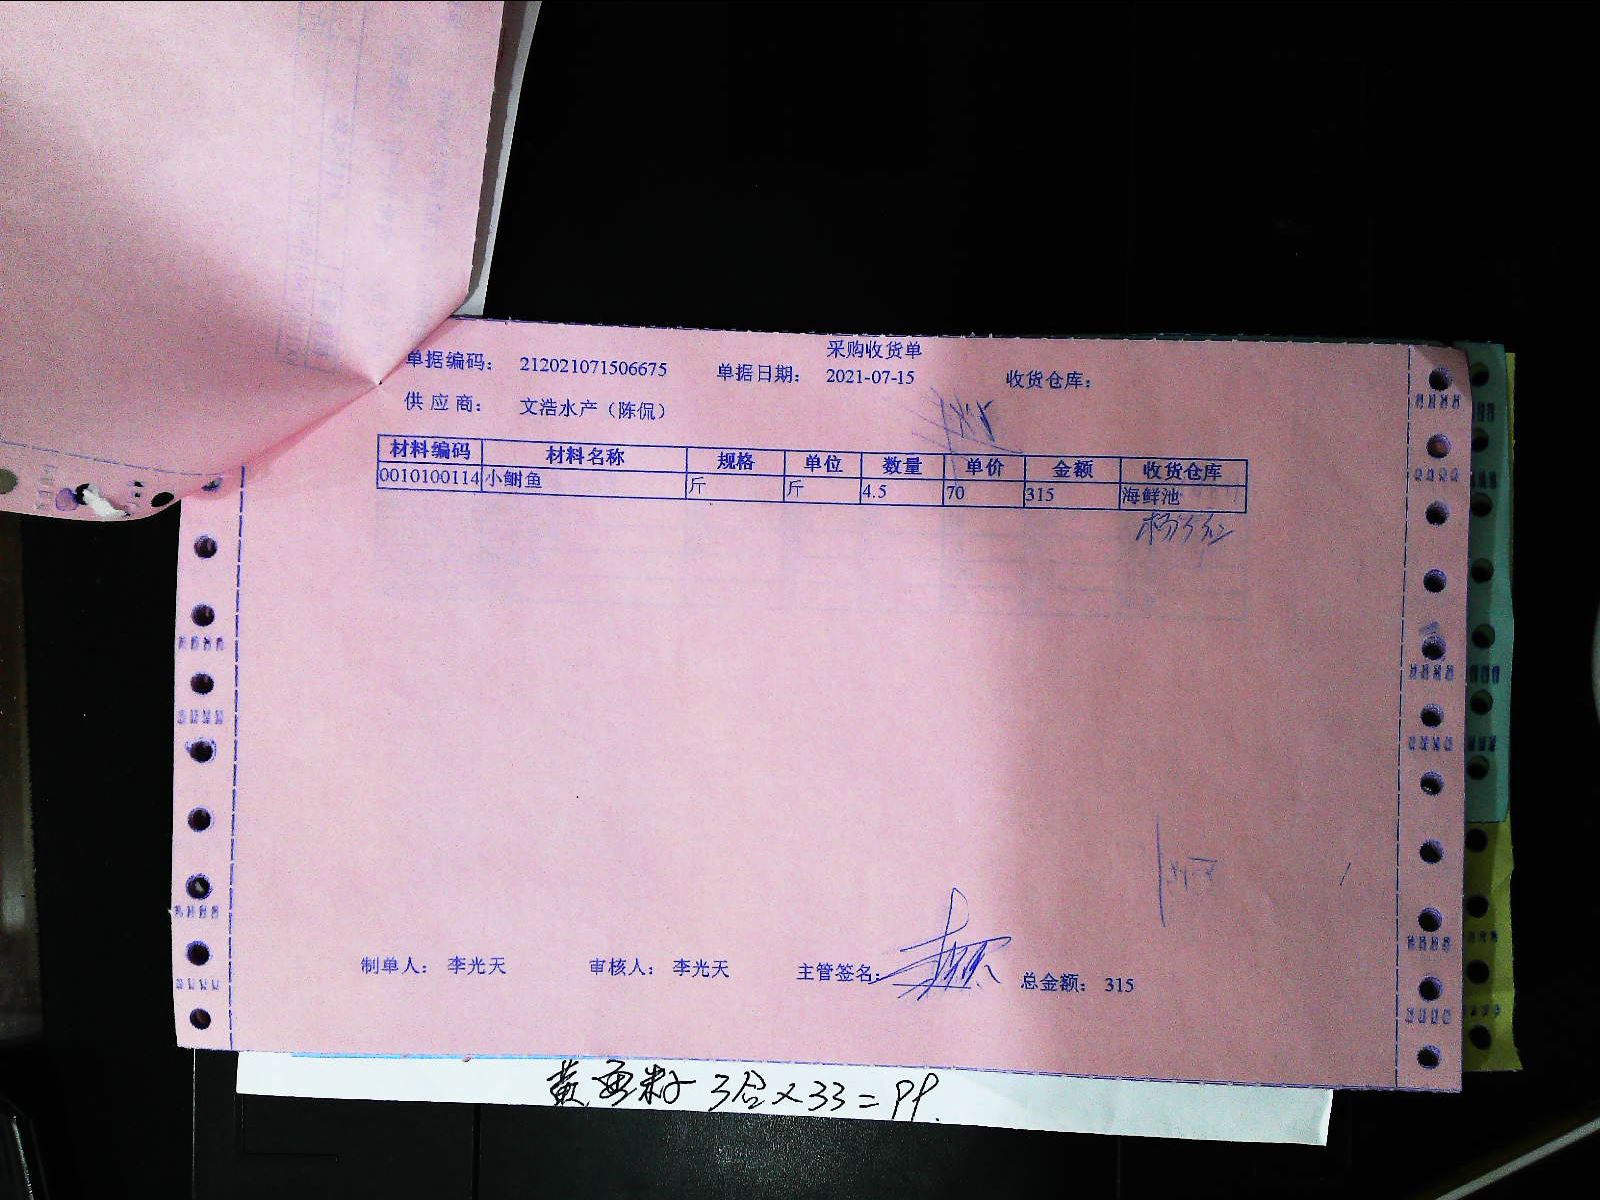 采购收货单
单据编码： 212021071506675 单据日期： 2021-07-15 收货仓库：
供 应 商： 文浩水产（陈侃）
材料编码 材料名称 规格 单位 数量 单价 金额 收货仓库
0010100114 小鲥鱼 斤 斤 4.5 70 315 海鲜池
制单人： 李光天 审核人： 李光天 主管签名： 总金额： 315
3合×33=99.